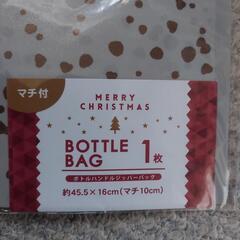 マチ付
MERRY
CHRISTMAS
BOTTLE
BAG
1枚
ボトルハンドルジッパーバッグ
約45.5×16cm(マチ10cm)